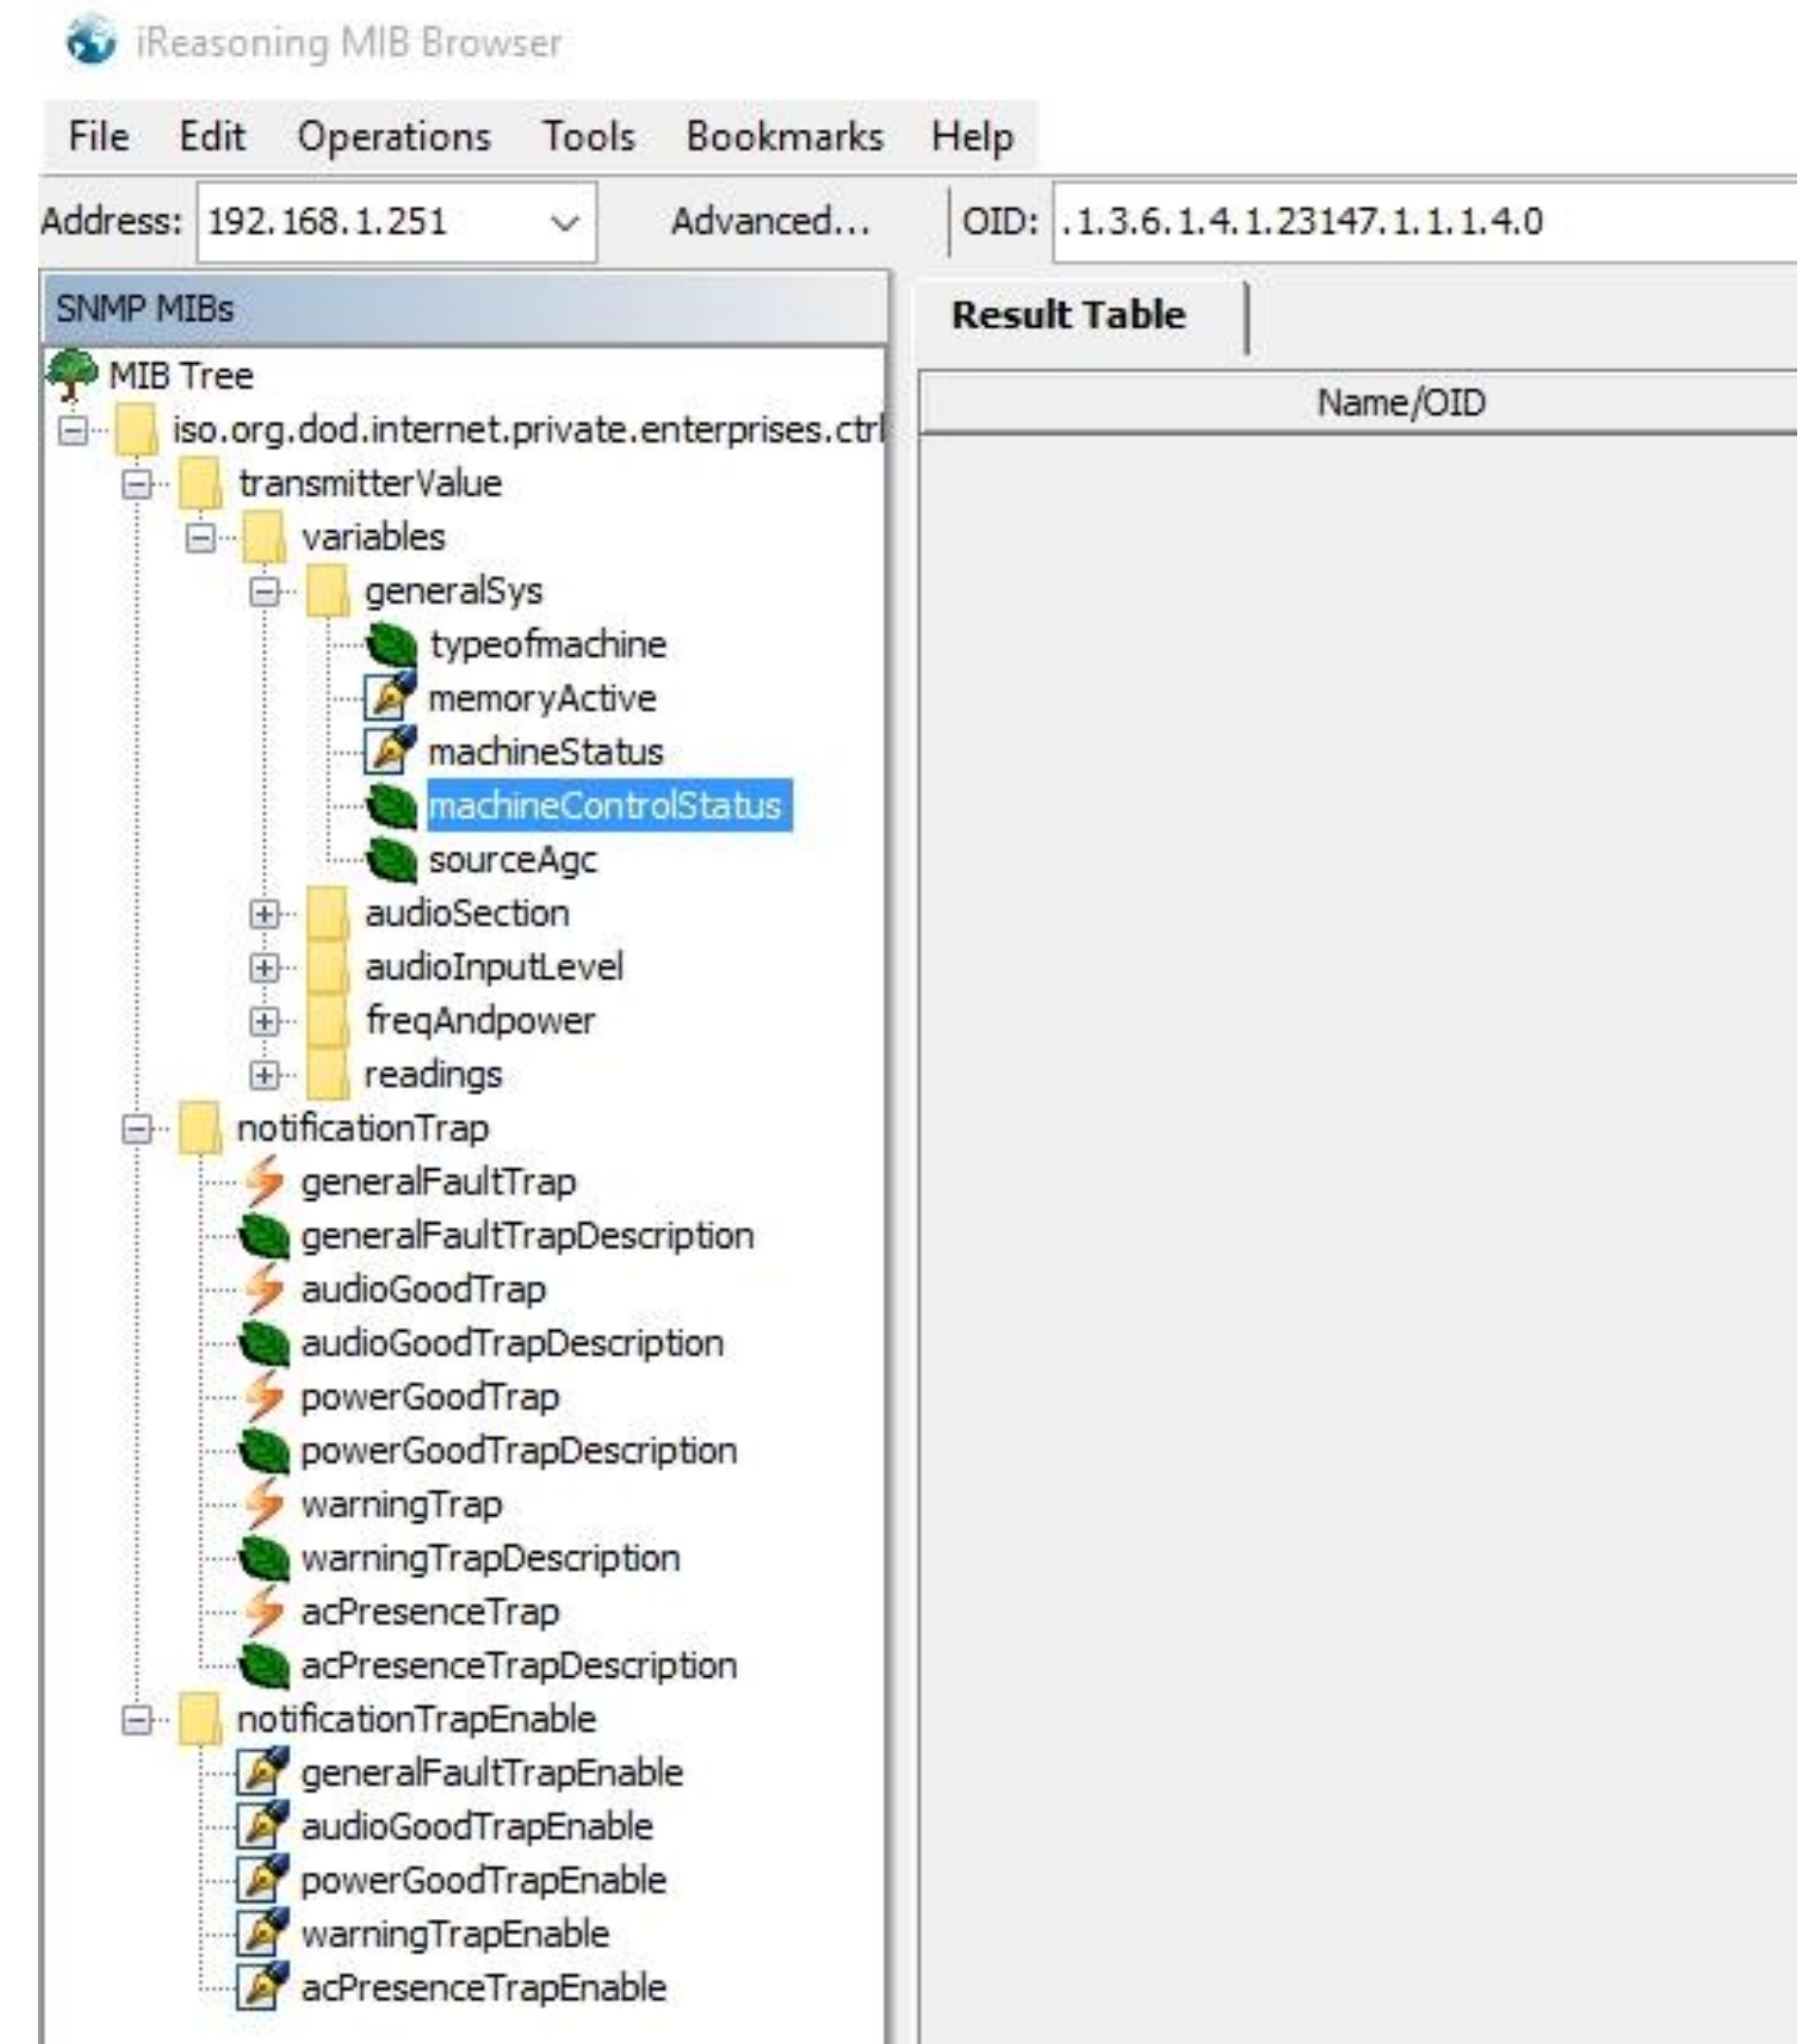 iReasoning MIB Browser
File Edit Operations Tools Bookmarks Help
Address: 192.168.1.251 Advanced... OID: .1.3.6.1.4.1.23147.1.1.1.4.0
SNMP MIBs
Result Table
Name/OID
MIB Tree
iso.org.dod.internet.private.enterprises.ctrl
transmitterValue
variables
generalSys
typeofmachine
memoryActive
machineStatus
machineControlStatus
sourceAgc
audioSection
audioInputLevel
freqAndpower
readings
notificationTrap
generalFaultTrap
generalFaultTrapDescription
audioGoodTrap
audioGoodTrapDescription
powerGoodTrap
powerGoodTrapDescription
warningTrap
warningTrapDescription
acPresenceTrap
acPresenceTrapDescription
notificationTrapEnable
generalFaultTrapEnable
audioGoodTrapEnable
powerGoodTrapEnable
warningTrapEnable
acPresenceTrapEnable